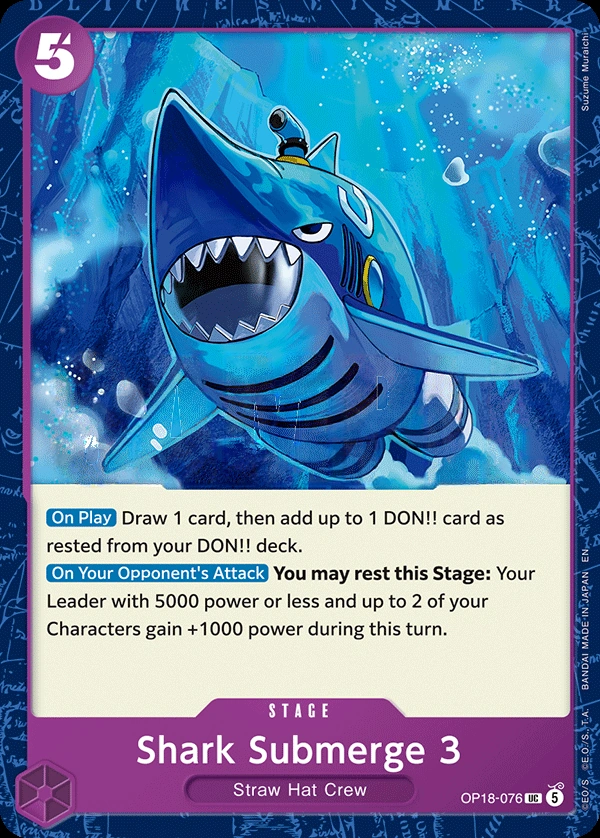 5
Suzume Muraichi
On Play Draw 1 card, then add up to 1 DON!! card as
rested from your DON!! deck.
On Your Opponent's Attack You may rest this Stage: Your
Leader with 5000 power or less and up to 2 of your
Characters gain +1000 power during this turn.
©E.O./S. ©E.O./S.,T.A. BANDAI MADE IN JAPAN EN
STAGE
Shark Submerge 3
Straw Hat Crew
OP18-076 UC 5